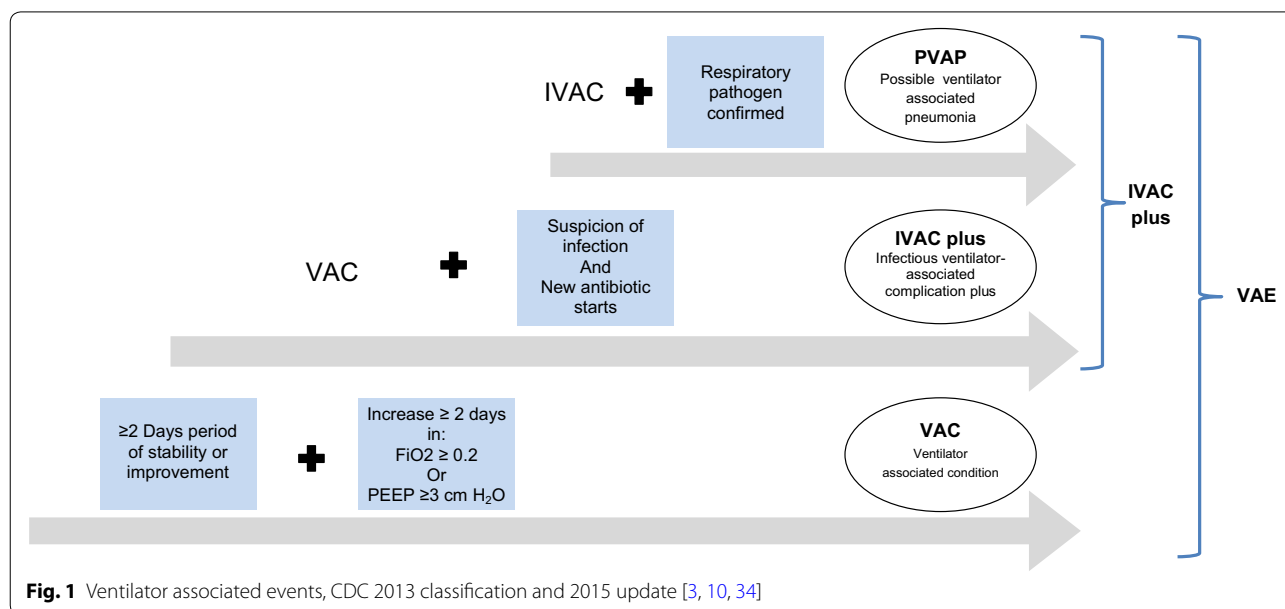 IVAC
Respiratory
pathogen
confirmed
PVAP
Possible ventilator
associated
pneumonia
VAC
Suspicion of
infection
And
New antibiotic
starts
IVAC plus
Infectious ventilator-
associated
complication plus
IVAC
plus
VAE
≥2 Days period
of stability or
improvement
Increase ≥ 2 days
in:
FiO2 ≥ 0.2
Or
PEEP ≥3 cm H₂O
VAC
Ventilator
associated condition
Fig. 1 Ventilator associated events, CDC 2013 classification and 2015 update [3, 10, 34]